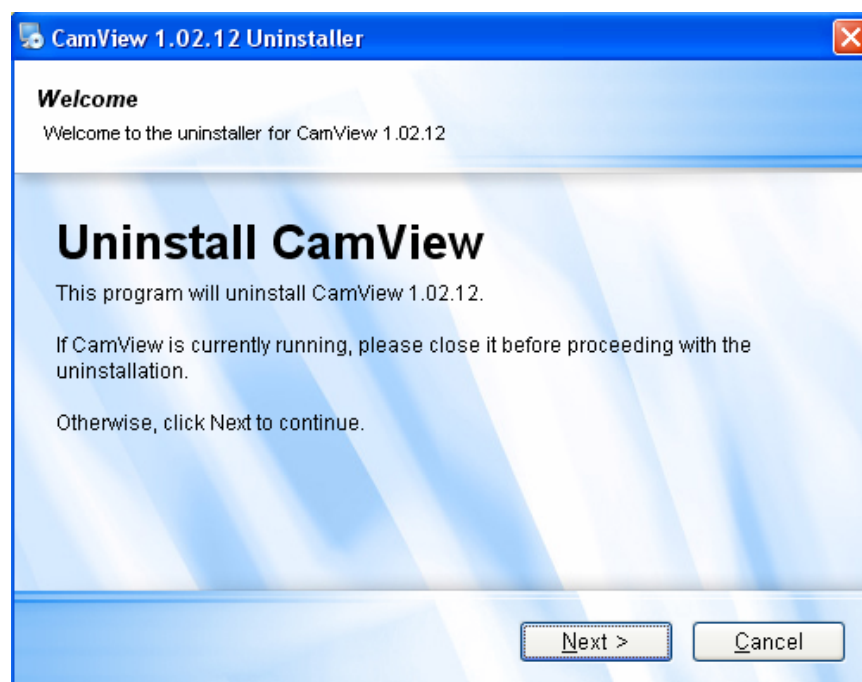 CamView 1.02.12 Uninstaller
Welcome
Welcome to the uninstaller for CamView 1.02.12
Uninstall CamView
This program will uninstall CamView 1.02.12.
If CamView is currently running, please close it before proceeding with the
uninstallation.
Otherwise, click Next to continue.
Next >
Cancel